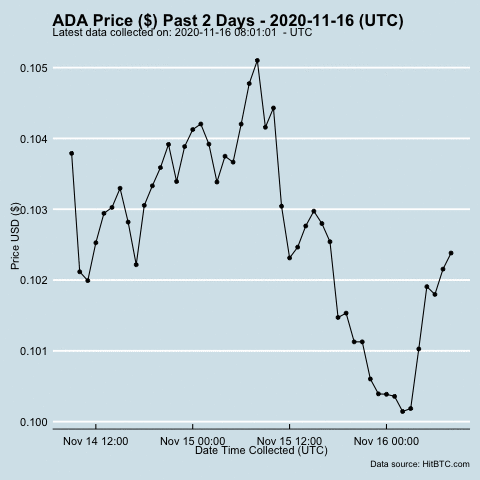 ADA Price ($) Past 2 Days - 2020-11-16 (UTC)
Latest data collected on: 2020-11-16 08:01:01  - UTC
0.105
0.104
0.103
0.102
0.101
0.100
Price USD ($)
Nov 14 12:00
Nov 15 00:00
Nov 15 12:00
Nov 16 00:00
Date Time Collected (UTC)
Data source: HitBTC.com